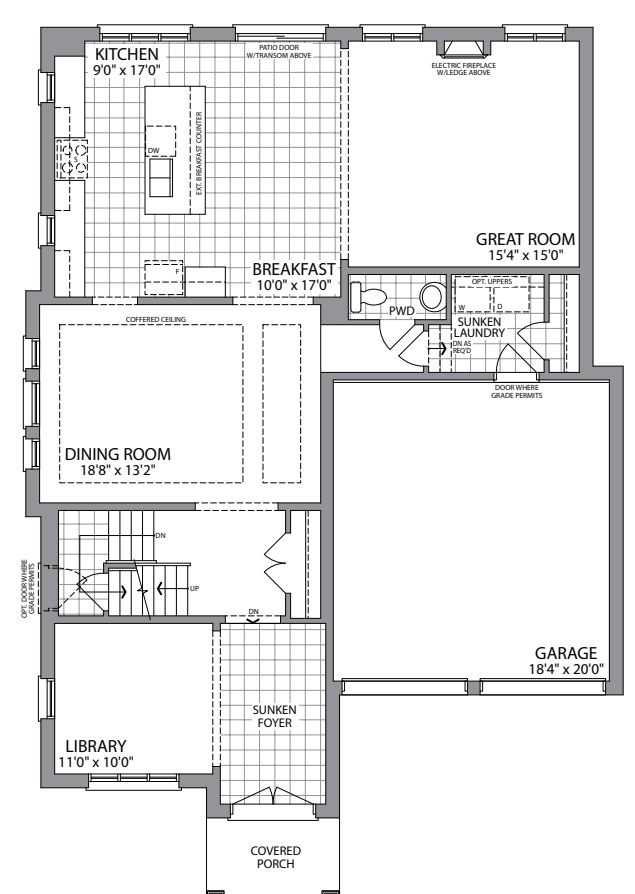 KITCHEN
9'0" x 17'0"
PATIO DOOR
W/TRANSOM ABOVE
ELECTRIC FIREPLACE
W/LEDGE ABOVE
S
DW
EXT. BREAKFAST COUNTER
F
BREAKFAST
10'0" x 17'0"
GREAT ROOM
15'4" x 15'0"
PWD
OPT. UPPERS
W
D
SUNKEN
LAUNDRY
DN AS
REQ'D
DOOR WHERE
GRADE PERMITS
COFFERED CEILING
DINING ROOM
18'8" x 13'2"
DN
UP
OPT. DOOR WHERE
GRADE PERMITS
DN
GARAGE
18'4" x 20'0"
SUNKEN
FOYER
LIBRARY
11'0" x 10'0"
COVERED
PORCH